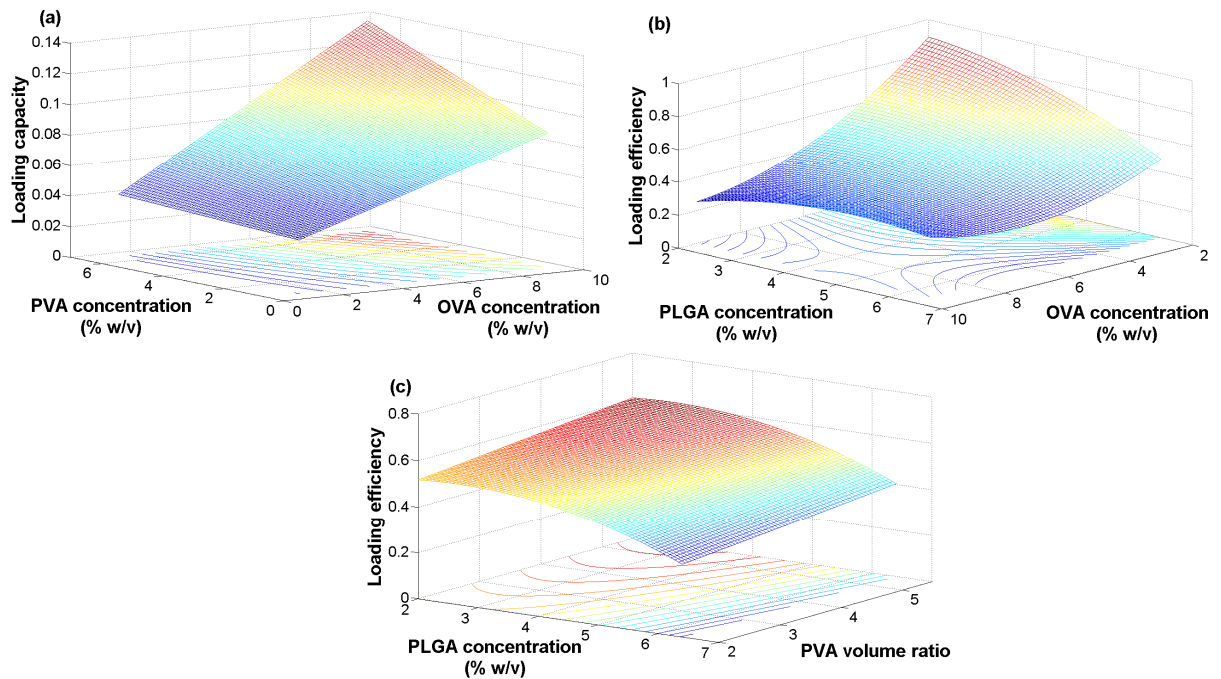 (a)
0.14
0.12
0.1
0.08
0.06
0.04
0.02
0
Loading capacity
6
4
2
0
PVA concentration
(% w/v)
0
2
4
6
8
10
OVA concentration
(% w/v)
(b)
1
0.8
0.6
0.4
0.2
0
Loading efficiency
2
3
4
5
6
7
PLGA concentration
(% w/v)
10
8
6
4
2
OVA concentration
(% w/v)
(c)
0.8
0.6
0.4
0.2
0
Loading efficiency
2
3
4
5
6
7
PLGA concentration
(% w/v)
2
3
4
5
PVA volume ratio